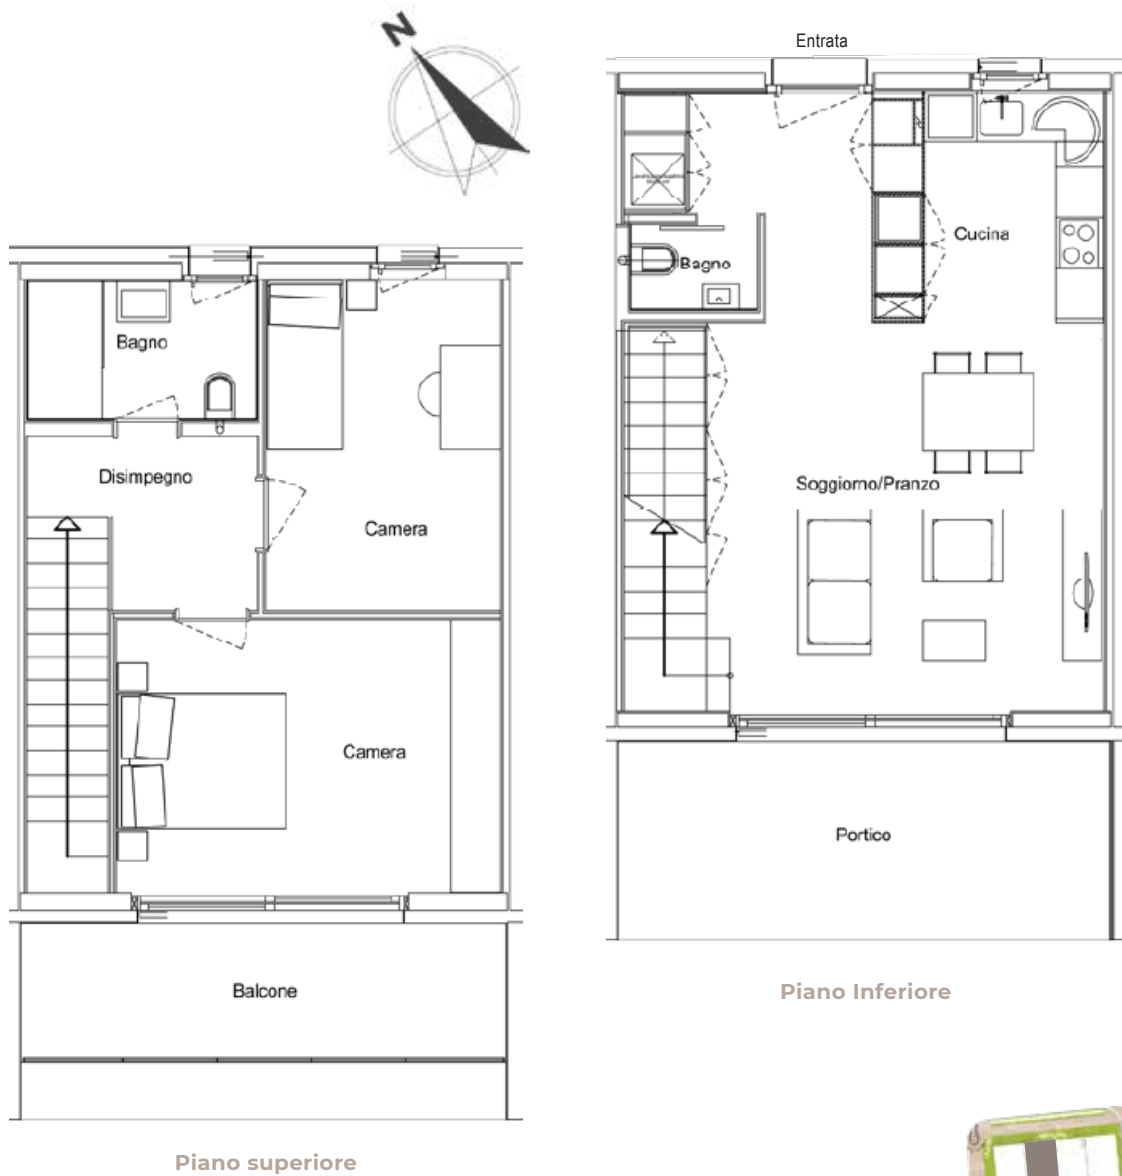 N
Bagno
Disimpegno
Camera
Camera
Balcone
Piano superiore
Entrata
Cucina
Bagno
Soggiorno/Pranzo
Portico
Piano Inferiore